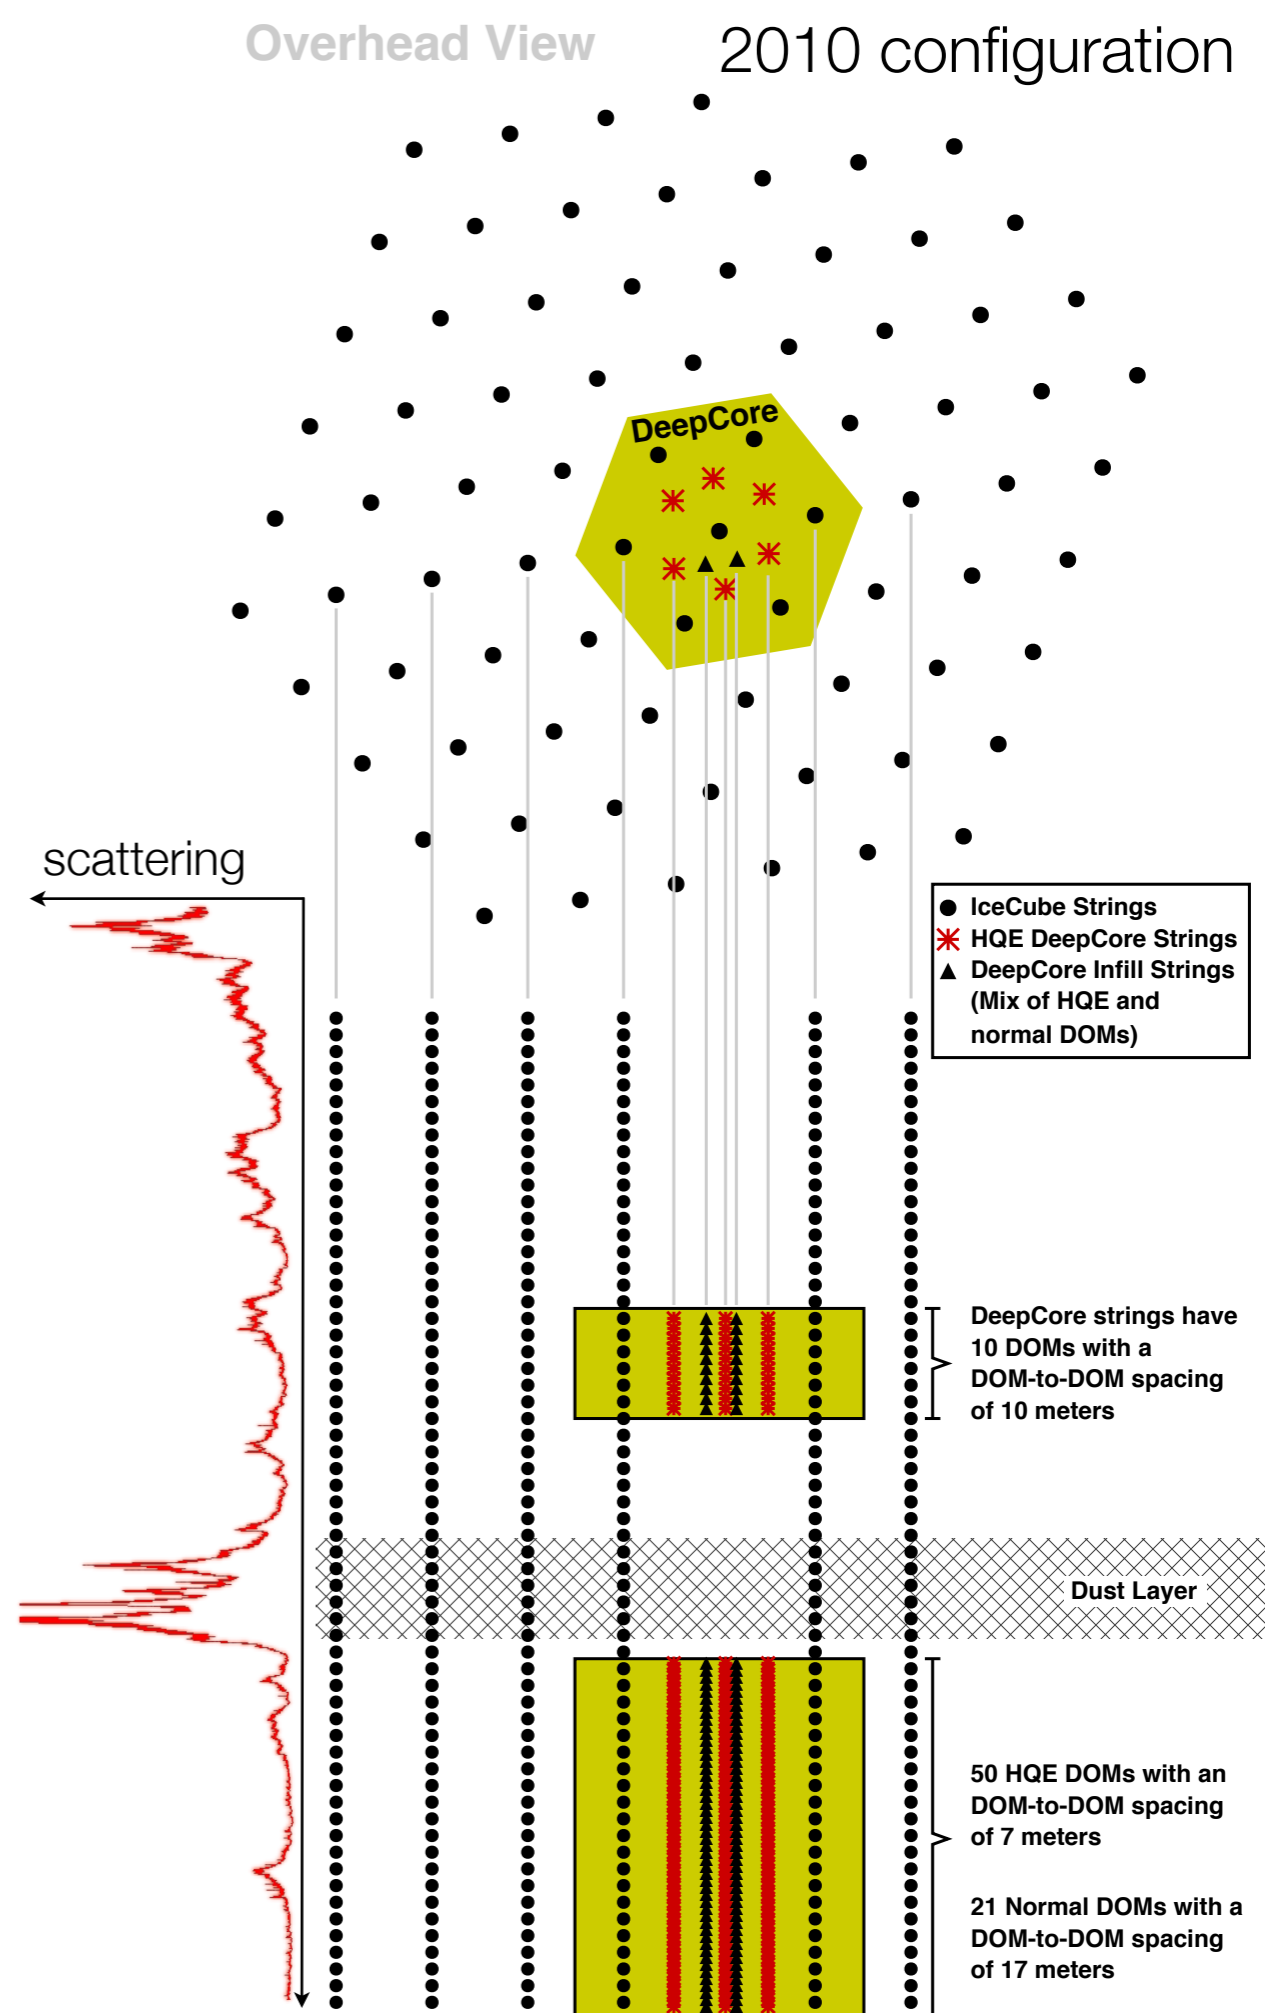 Overhead View
2010 configuration
DeepCore
scattering
IceCube Strings
HQE DeepCore Strings
DeepCore Infill Strings
(Mix of HQE and
normal DOMs)
DeepCore strings have
10 DOMs with a
DOM-to-DOM spacing
of 10 meters
Dust Layer
50 HQE DOMs with an
DOM-to-DOM spacing
of 7 meters
21 Normal DOMs with a
DOM-to-DOM spacing
of 17 meters